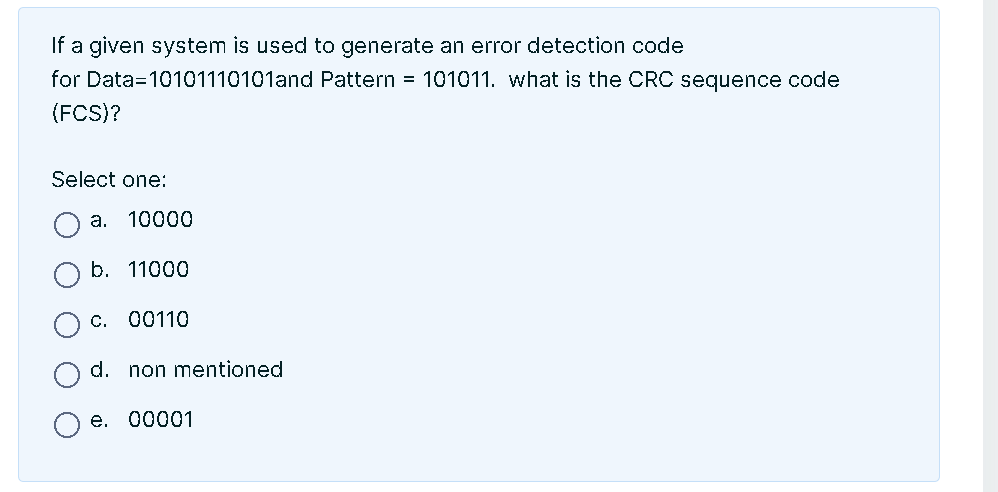 If a given system is used to generate an error detection code
for Data=10101110101and Pattern = 101011. what is the CRC sequence code
(FCS)?
Select one:
a. 10000
b. 11000
c. 00110
d. non mentioned
e. 00001